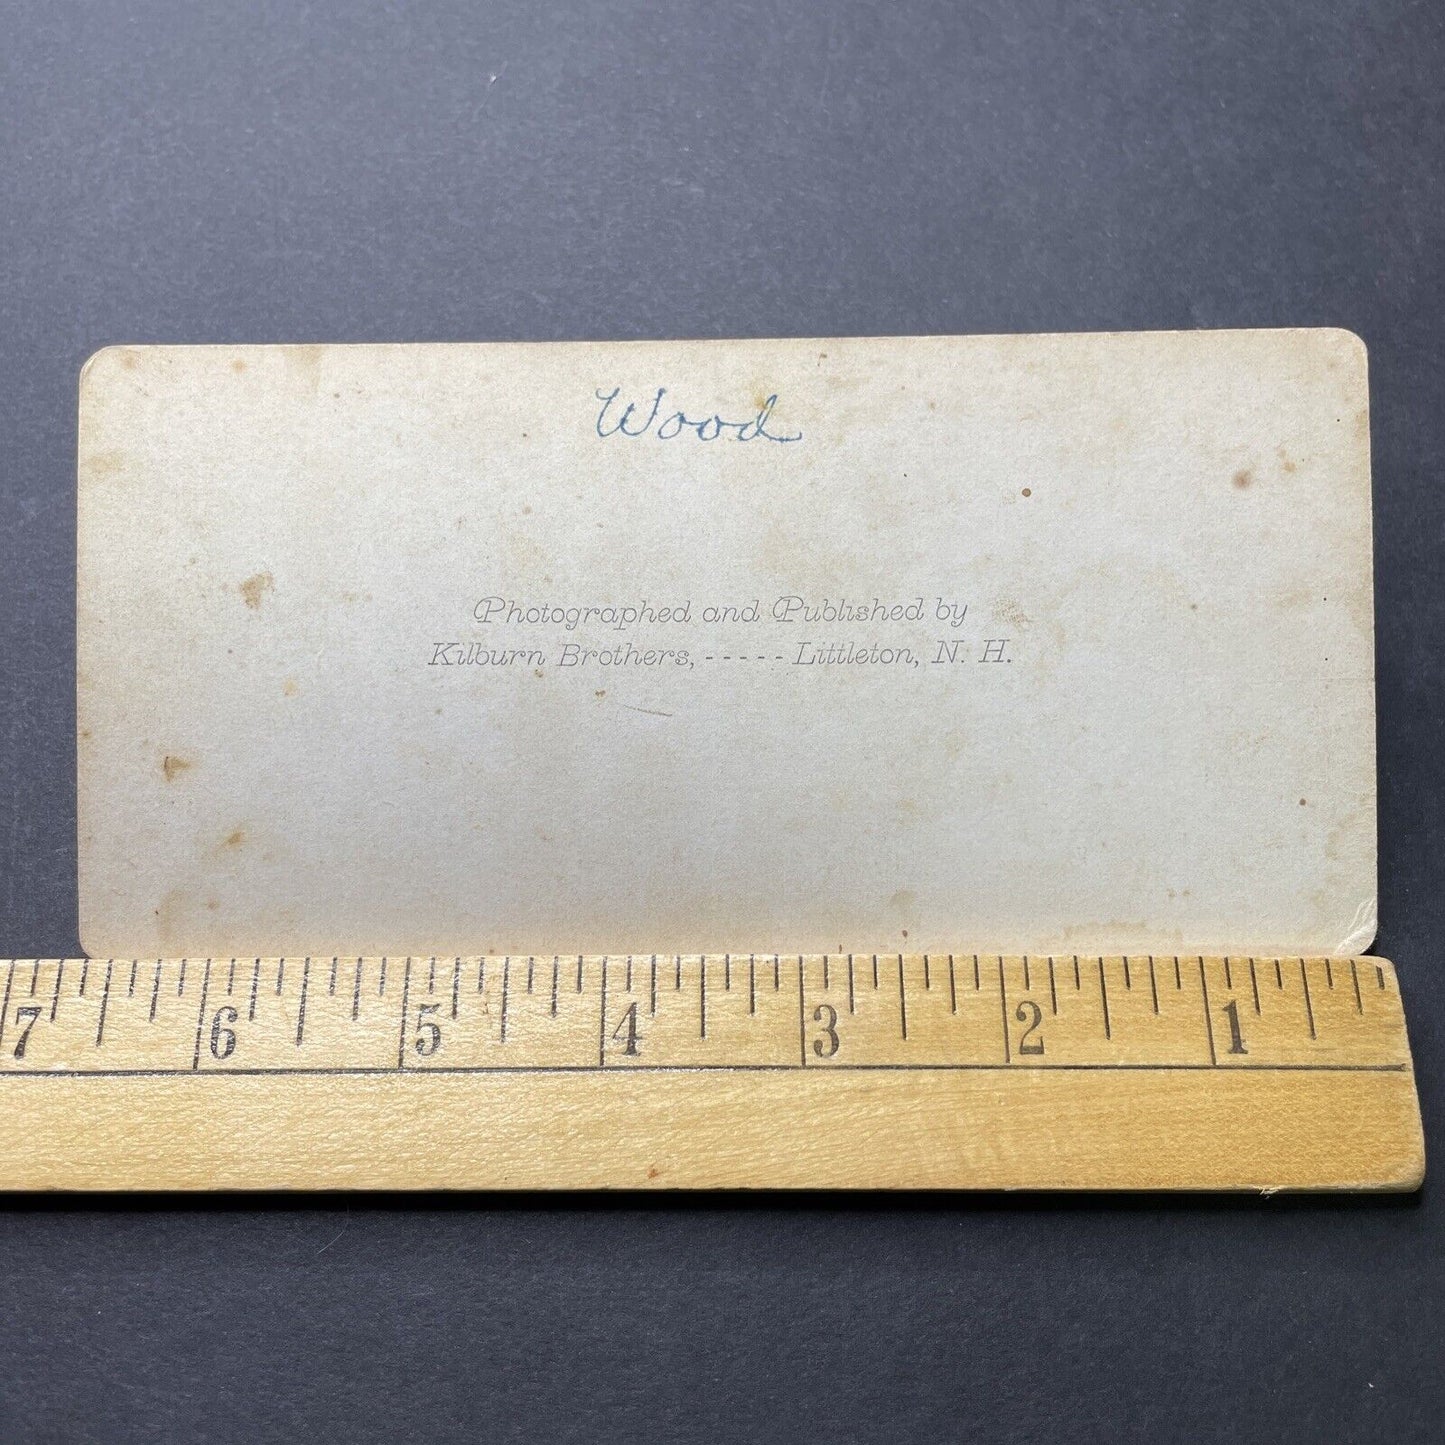 Wood
Photographed and Published by
Kilburn Brothers, - - - - - Littleton, N. H.
7 6 5 4 3 2 1